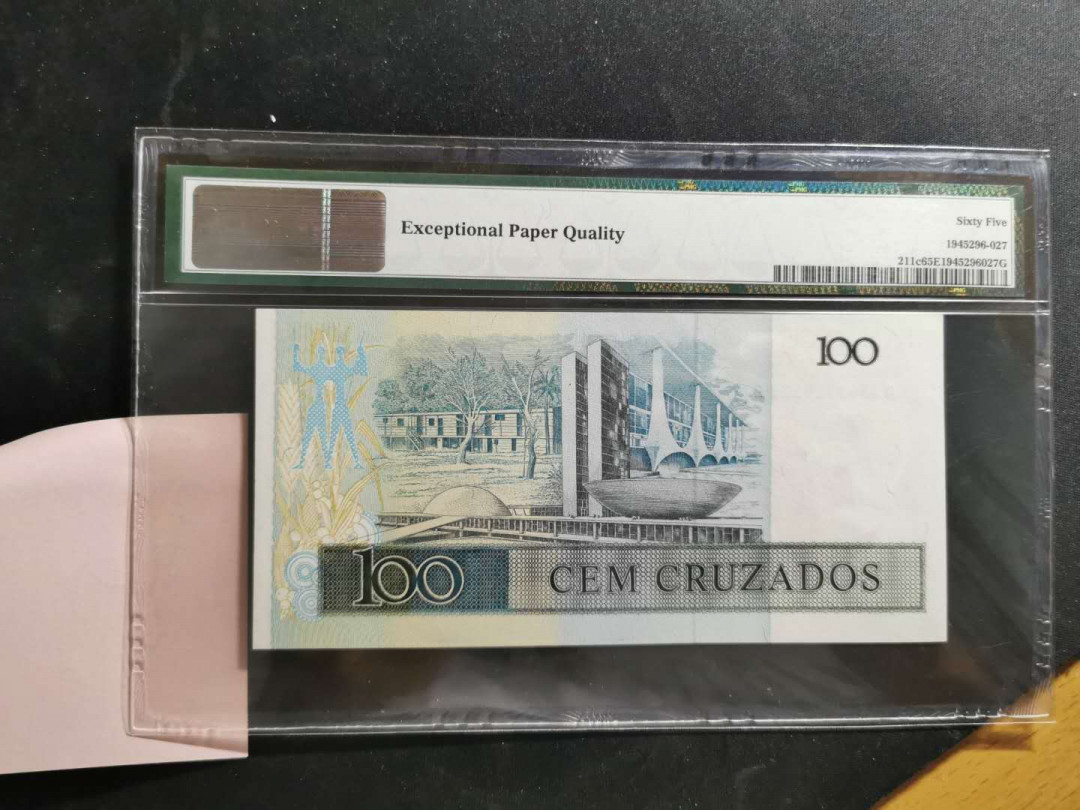 Exceptional Paper Quality
Sixty Five
1945296-027
211c65E1945296027G
100
100 CEM CRUZADOS